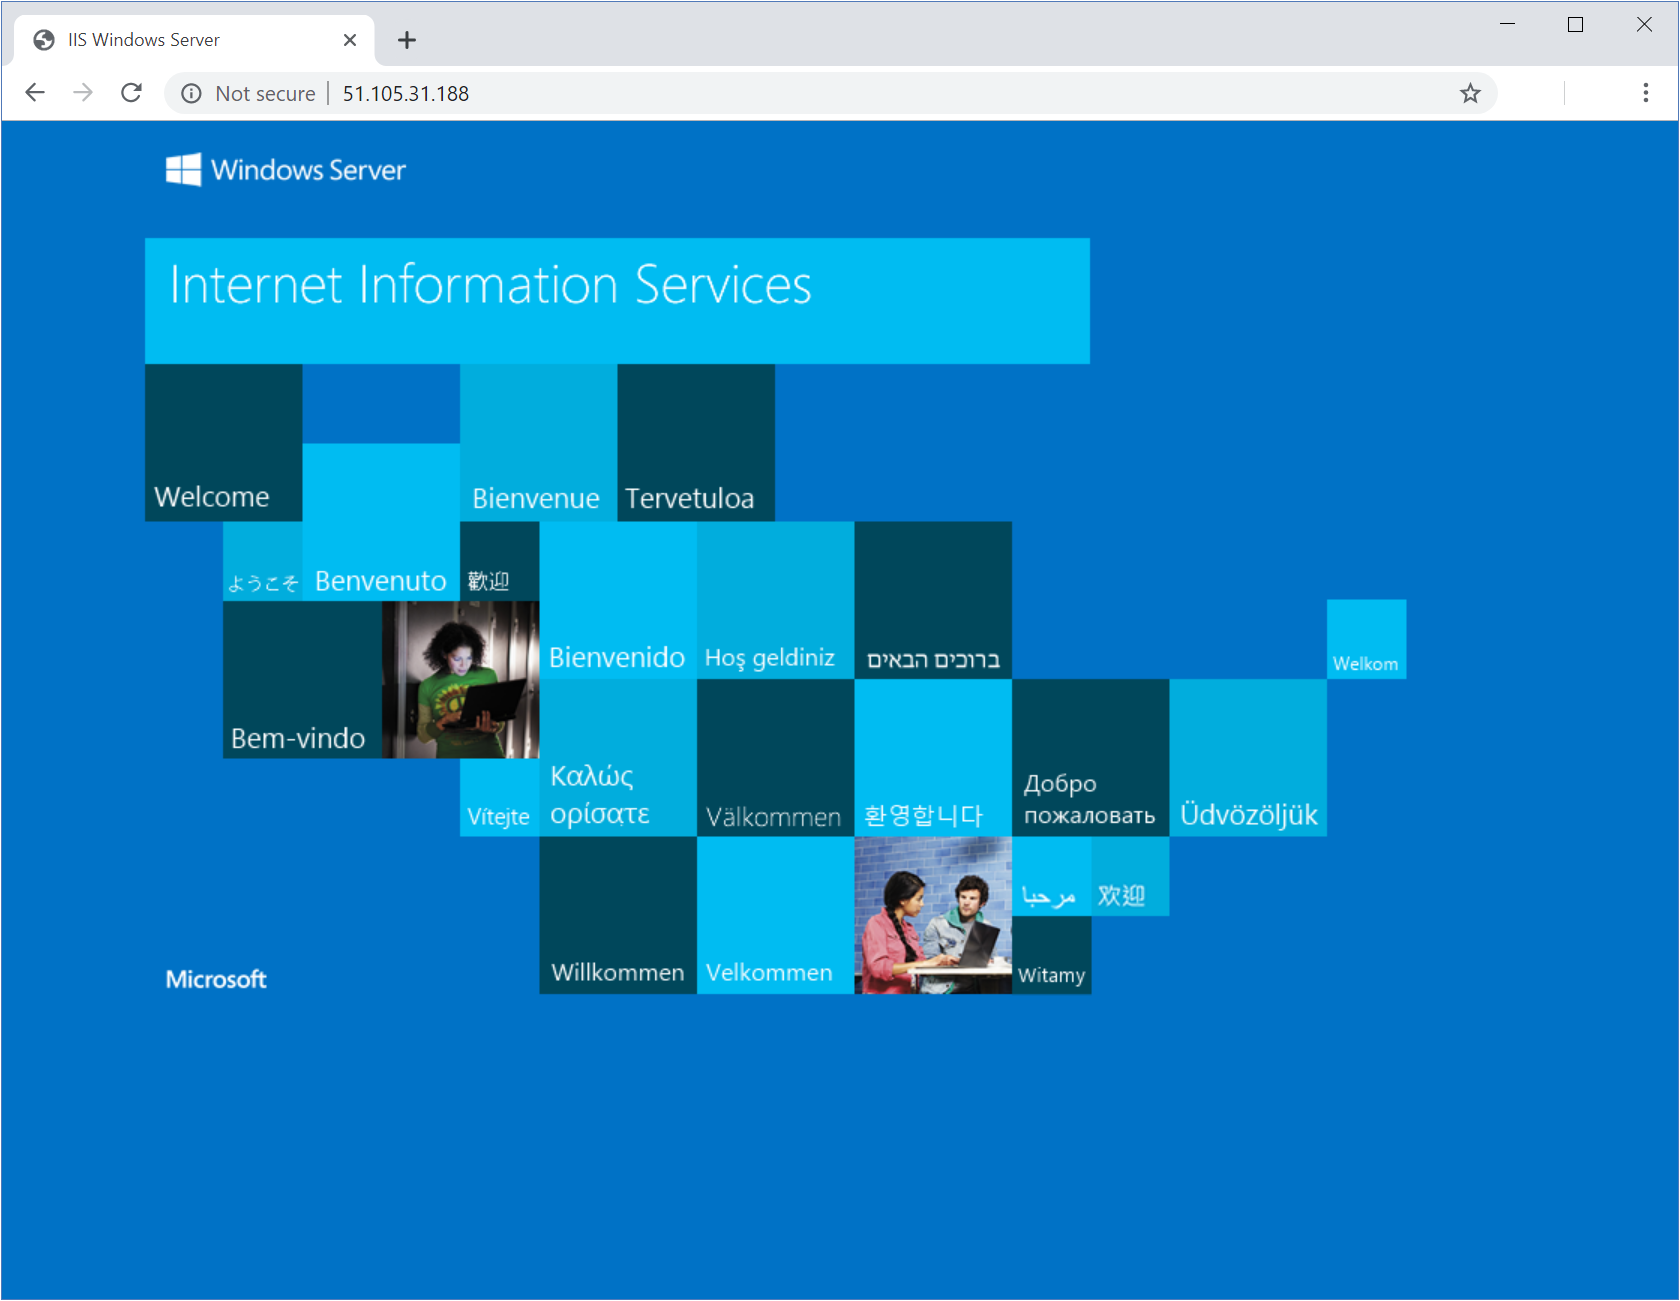 IIS Windows Server
Not secure
51.105.31.188
Windows Server
Internet Information Services
Welcome
Bienvenue
Tervetuloa
ようこそ
Benvenuto
歡迎
Bienvenido
Hoş geldiniz
ברוכים הבאים
Welkom
Bem-vindo
Vítejte
Καλώς
ορίσατε
Välkommen
환영합니다
Добро
пожаловать
Üdvözöljük
مرحبا
欢迎
Microsoft
Willkommen
Velkommen
Witamy